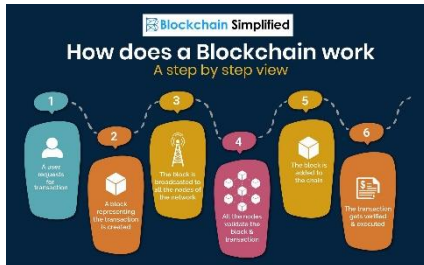 Blockchain Simplified
How does a Blockchain work
A step by step view
1
A user
requests
for
transaction
2
A block
representing
the transaction
is created
3
The block is
broadcasted to
all the nodes of
the network
4
All the nodes
validate the
block &
transaction
5
The block is
added to
the chain
6
The transaction
gets verified
& executed